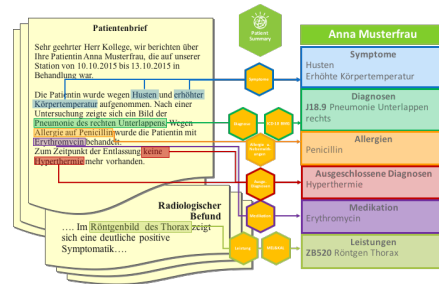 Patientenbrief
Sehr geehrter Herr Kollege, wir berichten über
Ihre Patientin Anna Musterfrau, die auf unserer
Station von 10.10.2015 bis 13.10.2015 in
Behandlung war.
Die Patientin wurde wegen Husten und erhöhte
Körpertemperatur aufgenommen. Nach einer
Untersuchung zeigte sich ein Bild der
Pneumonie des rechten Unterlappens. Wegen
Allergie auf Penicillin wurde die Patientin mit
Erythromycin behandelt.
Zum Zeitpunkt der Entlassung keine
Hyperthermie mehr vorhanden.
Radiologischer
Befund
…. Im Röntgenbild des Thorax zeigt
sich eine deutliche positive
Symptomatik….
Patient
Summary
Anna Musterfrau
Symptome
Husten
Erhöhte Körpertemperatur
Diagnosen
J18.9 Pneumonie Unterlappen
rechts
Allergien
Penicillin
Ausgeschlossene Diagnosen
Hyperthermie
Medikation
Erythromycin
Leistungen
ZB520 Röntgen Thorax